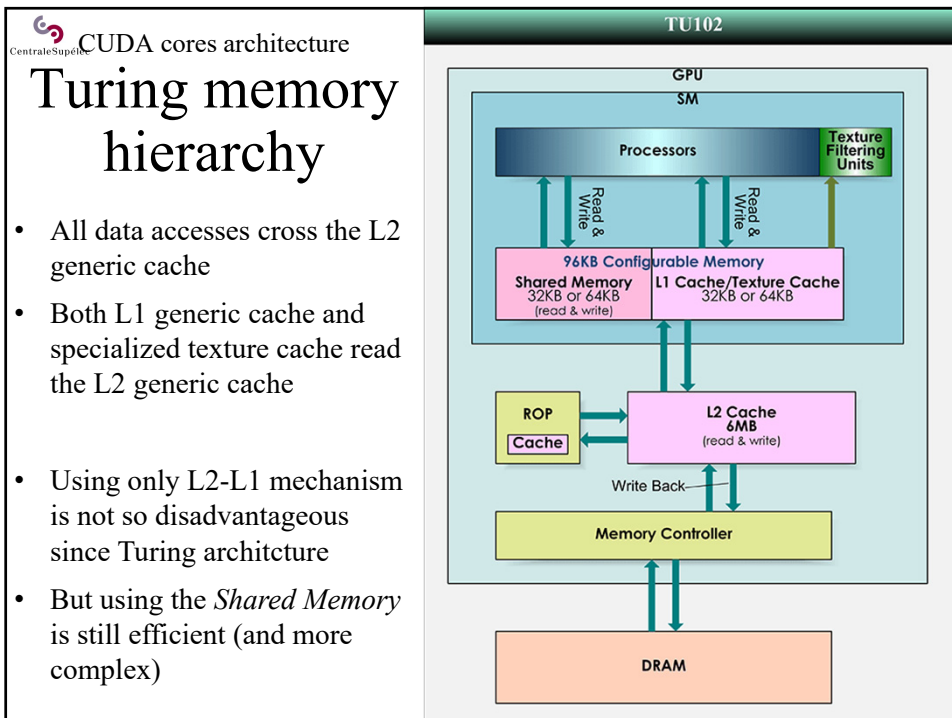 CentraleSupélec
CUDA cores architecture
Turing memory
hierarchy
• All data accesses cross the L2
generic cache
• Both L1 generic cache and
specialized texture cache read
the L2 generic cache
• Using only L2-L1 mechanism
is not so disadvantageous
since Turing architcture
• But using the Shared Memory
is still efficient (and more
complex)
TU102
GPU
SM
Processors
Texture
Filtering
Units
Read &
Write
Read &
Write
96KB Configurable Memory
Shared Memory
32KB or 64KB
(read & write)
L1 Cache/Texture Cache
32KB or 64KB
ROP
Cache
L2 Cache
6MB
(read & write)
Write Back
Memory Controller
DRAM